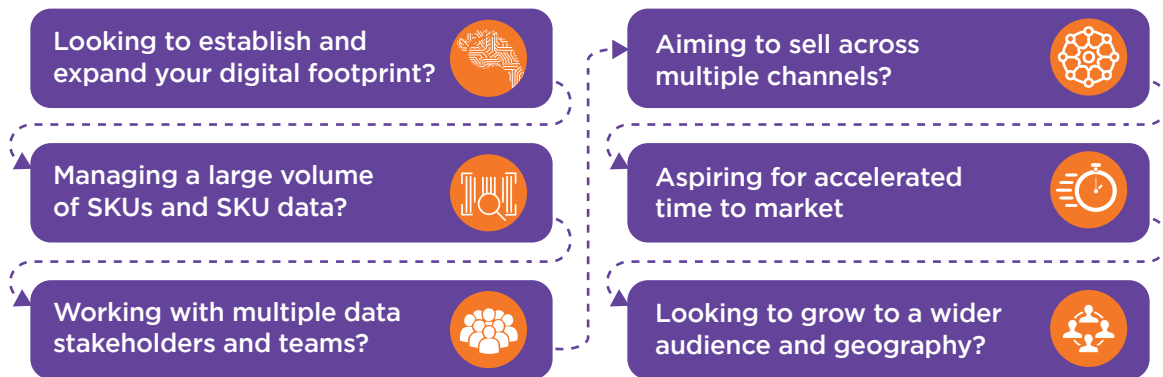 Looking to establish and
expand your digital footprint?
Managing a large volume
of SKUs and SKU data?
Working with multiple data
stakeholders and teams?
Aiming to sell across
multiple channels?
Aspiring for accelerated
time to market
Looking to grow to a wider
audience and geography?